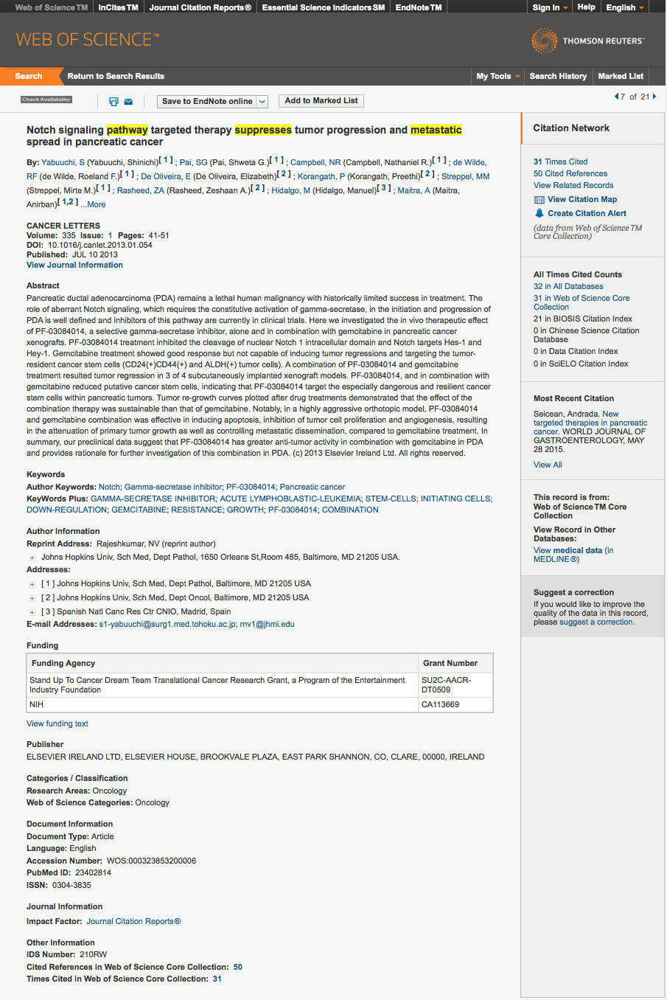 Web of Science™ InCites™ Journal Citation Reports® Essential Science Indicators℠ EndNote™ Sign In Help English
WEB OF SCIENCE™
THOMSON REUTERS™
Search Return to Search Results My Tools Search History Marked List
Check Availability Save to EndNote online Add to Marked List 7 of 21
Notch signaling pathway targeted therapy suppresses tumor progression and metastatic
spread in pancreatic cancer
By: Yabuuchi, S (Yabuuchi, Shinichi)[ 1 ] ; Pai, SG (Pai, Shweta G.)[ 1 ] ; Campbell, NR (Campbell, Nathaniel R.)[ 1 ] ; de Wilde,
RF (de Wilde, Roeland F.)[ 1 ] ; De Oliveira, E (De Oliveira, Elizabeth)[ 2 ] ; Korangath, P (Korangath, Preethi)[ 2 ] ; Streppel, MM
(Streppel, Mirte M.)[ 1 ] ; Rasheed, ZA (Rasheed, Zeshaan A.)[ 2 ] ; Hidalgo, M (Hidalgo, Manuel)[ 3 ] ; Maitra, A (Maitra,
Anirban)[ 1,2 ] ...More
CANCER LETTERS
Volume: 335 Issue: 1 Pages: 41-51
DOI: 10.1016/j.canlet.2013.01.054
Published: JUL 10 2013
View Journal Information
Abstract
Pancreatic ductal adenocarcinoma (PDA) remains a lethal human malignancy with historically limited success in treatment. The
role of aberrant Notch signaling, which requires the constitutive activation of gamma-secretase, in the initiation and progression of
PDA is well defined and inhibitors of this pathway are currently in clinical trials. Here we investigated the in vivo therapeutic effect
of PF-03084014, a selective gamma-secretase inhibitor, alone and in combination with gemcitabine in pancreatic cancer
xenografts. PF-03084014 treatment inhibited the cleavage of nuclear Notch 1 intracellular domain and Notch targets Hes-1 and
Hey-1. Gemcitabine treatment showed good response but not capable of inducing tumor regressions and targeting the tumor-
resident cancer stem cells (CD24(+)CD44(+) and ALDH(+) tumor cells). A combination of PF-03084014 and gemcitabine
treatment resulted tumor regression in 3 of 4 subcutaneously implanted xenograft models. PF-03084014, and in combination with
gemcitabine reduced putative cancer stem cells, indicating that PF-03084014 target the especially dangerous and resilient cancer
stem cells within pancreatic tumors. Tumor re-growth curves plotted after drug treatments demonstrated that the effect of the
combination therapy was sustainable than that of gemcitabine. Notably, in a highly aggressive orthotopic model, PF-03084014
and gemcitabine combination was effective in inducing apoptosis, inhibition of tumor cell proliferation and angiogenesis, resulting
in the attenuation of primary tumor growth as well as controlling metastatic dissemination, compared to gemcitabine treatment. In
summary, our preclinical data suggest that PF-03084014 has greater anti-tumor activity in combination with gemcitabine in PDA
and provides rationale for further investigation of this combination in PDA. (c) 2013 Elsevier Ireland Ltd. All rights reserved.
Keywords
Author Keywords: Notch; Gamma-secretase inhibitor; PF-03084014; Pancreatic cancer
KeyWords Plus: GAMMA-SECRETASE INHIBITOR; ACUTE LYMPHOBLASTIC-LEUKEMIA; STEM-CELLS; INITIATING CELLS;
DOWN-REGULATION; GEMCITABINE; RESISTANCE; GROWTH; PF-03084014; COMBINATION
Author Information
Reprint Address: Rajeshkumar, NV (reprint author)
Johns Hopkins Univ, Sch Med, Dept Pathol, 1650 Orleans St,Room 485, Baltimore, MD 21205 USA.
Addresses:
[ 1 ] Johns Hopkins Univ, Sch Med, Dept Pathol, Baltimore, MD 21205 USA
[ 2 ] Johns Hopkins Univ, Sch Med, Dept Oncol, Baltimore, MD 21205 USA
[ 3 ] Spanish Natl Canc Res Ctr CNIO, Madrid, Spain
E-mail Addresses: s1-yabuuchi@surg1.med.tohoku.ac.jp; rnv1@jhmi.edu
Funding
Funding Agency Grant Number
Stand Up To Cancer Dream Team Translational Cancer Research Grant, a Program of the Entertainment SU2C-AACR-
Industry Foundation DT0509
NIH CA113669
View funding text
Publisher
ELSEVIER IRELAND LTD, ELSEVIER HOUSE, BROOKVALE PLAZA, EAST PARK SHANNON, CO, CLARE, 00000, IRELAND
Categories / Classification
Research Areas: Oncology
Web of Science Categories: Oncology
Document Information
Document Type: Article
Language: English
Accession Number: WOS:000323853200006
PubMed ID: 23402814
ISSN: 0304-3835
Journal Information
Impact Factor: Journal Citation Reports®
Other Information
IDS Number: 210RW
Cited References in Web of Science Core Collection: 50
Times Cited in Web of Science Core Collection: 31
Citation Network
31 Times Cited
50 Cited References
View Related Records
View Citation Map
Create Citation Alert
(data from Web of Science™
Core Collection)
All Times Cited Counts
32 in All Databases
31 in Web of Science Core
Collection
21 in BIOSIS Citation Index
0 in Chinese Science Citation
Database
0 in Data Citation Index
0 in SciELO Citation Index
Most Recent Citation
Seicean, Andrada. New
targeted therapies in pancreatic
cancer. WORLD JOURNAL OF
GASTROENTEROLOGY, MAY
28 2015.
View All
This record is from:
Web of Science™ Core
Collection
View Record in Other
Databases:
View medical data (in
MEDLINE®)
Suggest a correction
If you would like to improve the
quality of the data in this record,
please suggest a correction.